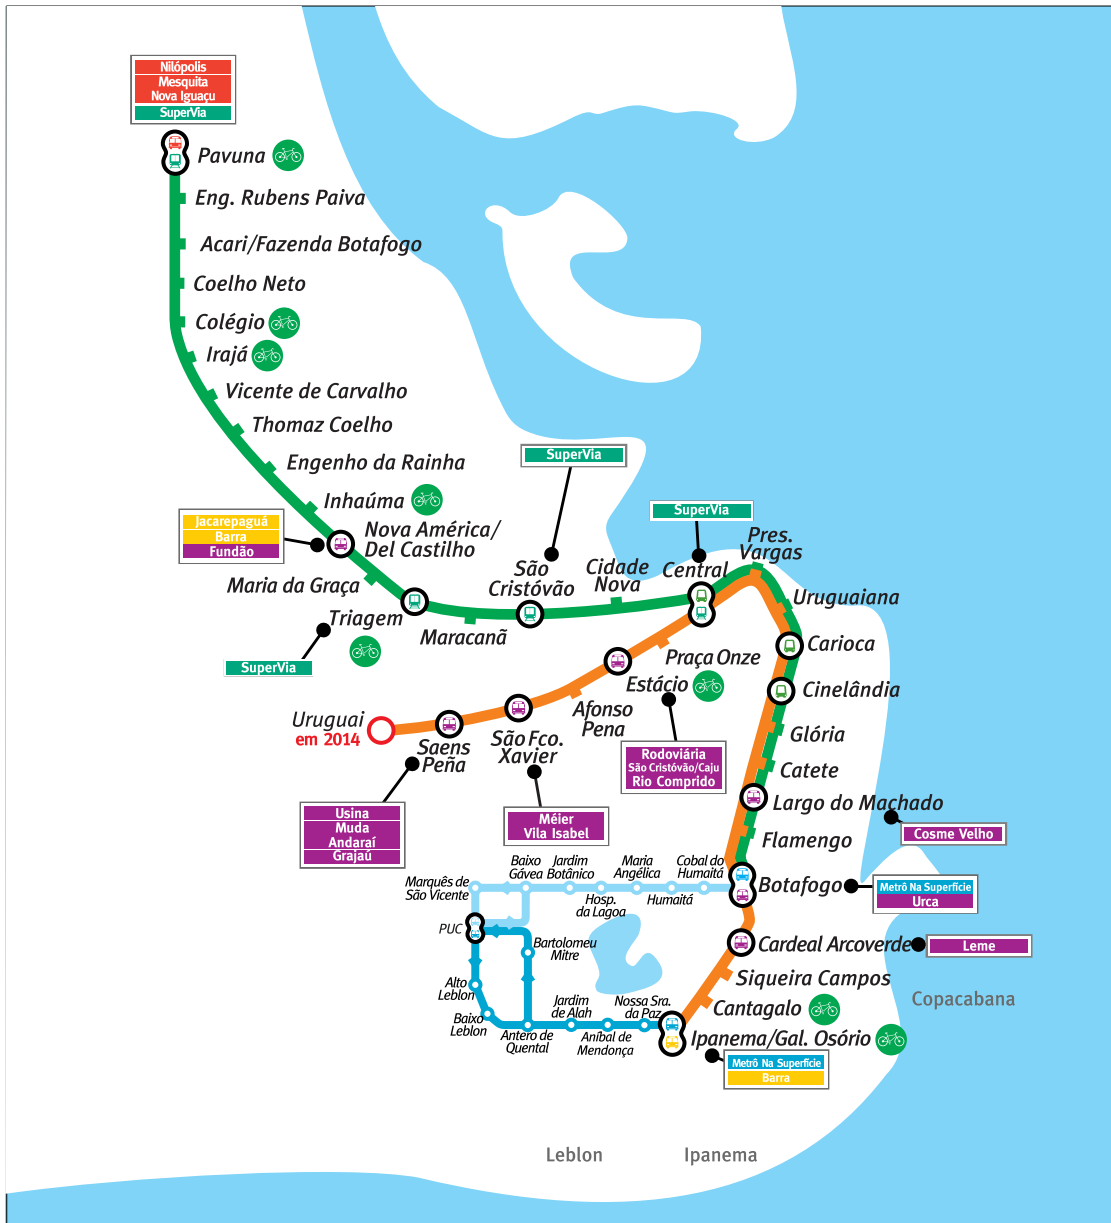 Nilópolis
Mesquita
Nova Iguaçu
SuperVia
Pavuna
Eng. Rubens Paiva
Acari/Fazenda Botafogo
Coelho Neto
Colégio
Irajá
Vicente de Carvalho
Thomaz Coelho
Engenho da Rainha
Inhaúma
Jacarepaguá
Barra
Fundão
Nova América/
Del Castilho
Maria da Graça
Triagem
SuperVia
Maracanã
SuperVia
São
Cristóvão
Cidade
Nova
SuperVia
Central
Pres.
Vargas
Uruguaiana
Carioca
Cinelândia
Glória
Catete
Largo do Machado
Cosme Velho
Flamengo
Botafogo
Metrô Na Superfície
Urca
Praça Onze
Estácio
Rodoviária
São Cristóvão/Caju
Rio Comprido
Afonso
Pena
São Fco.
Xavier
Méier
Vila Isabel
Saens
Peña
Usina
Muda
Andaraí
Grajaú
Uruguai
em 2014
Cardeal Arcoverde
Leme
Siqueira Campos
Cantagalo
Copacabana
Ipanema/Gal. Osório
Metrô Na Superfície
Barra
Cobal do
Humaitá
Humaitá
Maria
Angélica
Hosp.
da Lagoa
Jardim
Botânico
Baixo
Gávea
Marquês de
São Vicente
PUC
Bartolomeu
Mitre
Alto
Leblon
Baixo
Leblon
Antero de
Quental
Jardim
de Alah
Aníbal de
Mendonça
Nossa Sra.
da Paz
Leblon
Ipanema